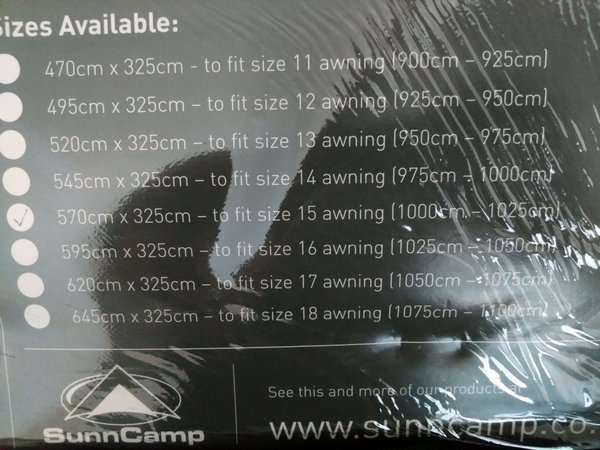 Sizes Available:
470cm x 325cm - to fit size 11 awning (900cm – 925cm)
495cm x 325cm – to fit size 12 awning (925cm – 950cm)
520cm x 325cm – to fit size 13 awning (950cm – 975cm)
545cm x 325cm – to fit size 14 awning (975cm – 1000cm)
570cm x 325cm – to fit size 15 awning (1000cm – 1025cm)
595cm x 325cm – to fit size 16 awning (1025cm – 1050cm)
620cm x 325cm – to fit size 17 awning (1050cm – 1075cm)
645cm x 325cm – to fit size 18 awning (1075cm – 1100cm)
SunnCamp
See this and more of our products at
www.sunncamp.co.